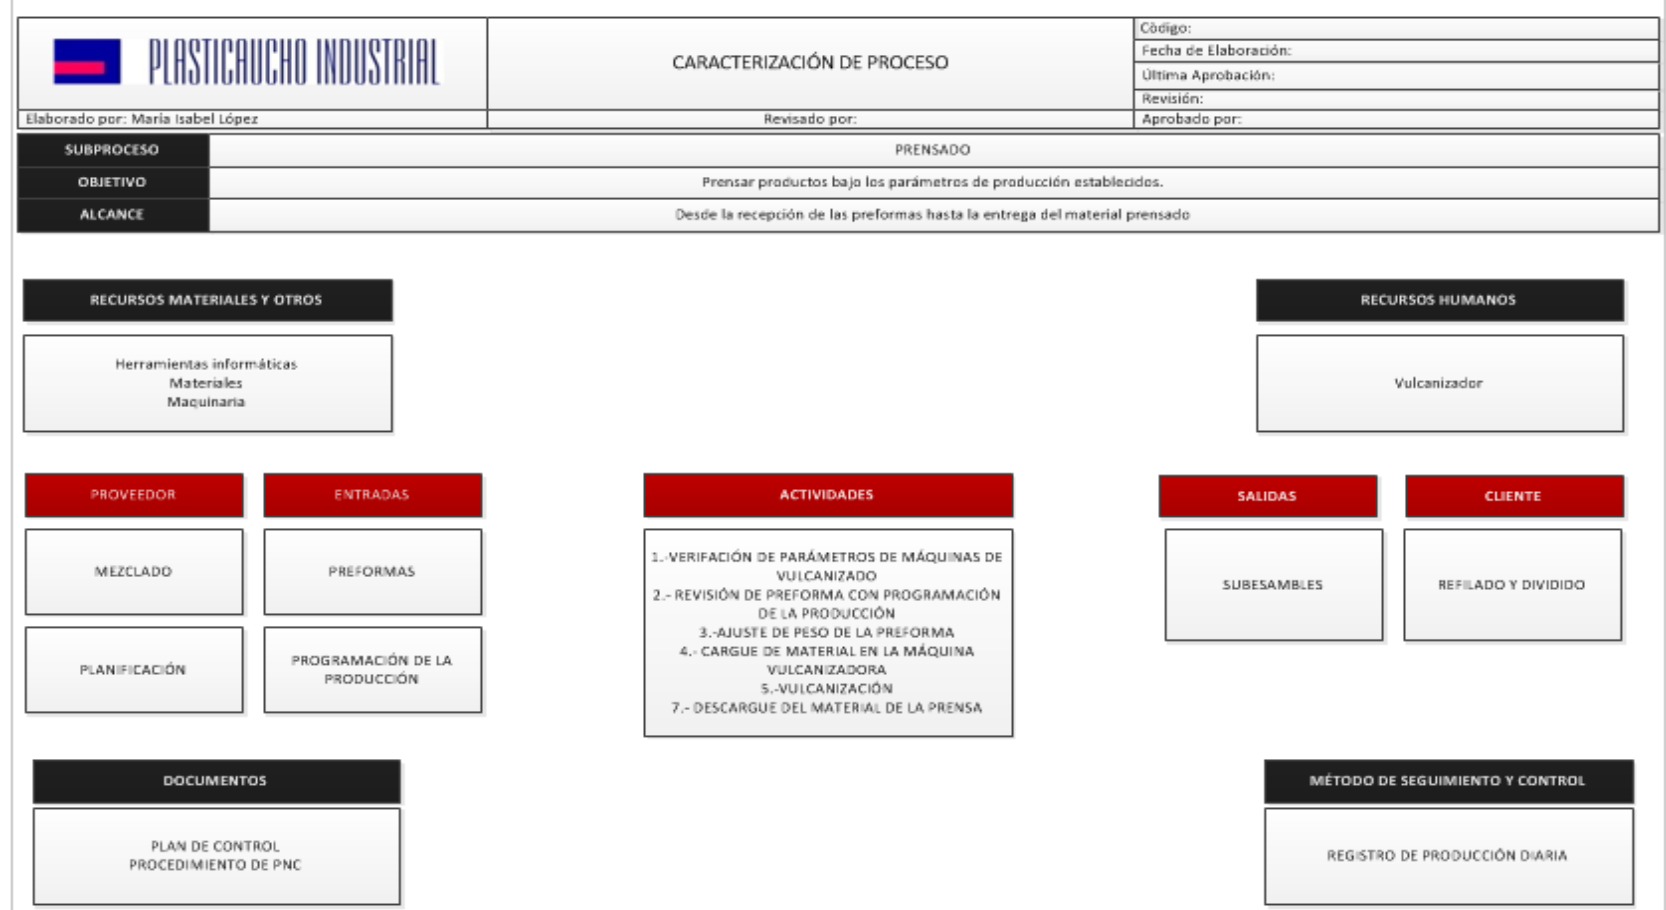 PLASTICAUCHO INDUSTRIAL
CARACTERIZACIÓN DE PROCESO
Código:
Fecha de Elaboración:
Última Aprobación:
Revisión:
Elaborado por: María Isabel López
Revisado por:
Aprobado por:
SUBPROCESO
PRENSADO
OBJETIVO
Prensar productos bajo los parámetros de producción establecidos.
ALCANCE
Desde la recepción de las preformas hasta la entrega del material prensado
RECURSOS MATERIALES Y OTROS
RECURSOS HUMANOS
Herramientas informáticas
Materiales
Maquinaria
Vulcanizador
PROVEEDOR
ENTRADAS
ACTIVIDADES
SALIDAS
CLIENTE
MEZCLADO
PREFORMAS
PLANIFICACIÓN
PROGRAMACIÓN DE LA
PRODUCCIÓN
1.-VERIFACIÓN DE PARÁMETROS DE MÁQUINAS DE
VULCANIZADO
2.- REVISIÓN DE PREFORMA CON PROGRAMACIÓN
DE LA PRODUCCIÓN
3.-AJUSTE DE PESO DE LA PREFORMA
4.- CARGUE DE MATERIAL EN LA MÁQUINA
VULCANIZADORA
5.-VULCANIZACIÓN
7.- DESCARGUE DEL MATERIAL DE LA PRENSA
SUBESAMBLES
REFILADO Y DIVIDIDO
DOCUMENTOS
MÉTODO DE SEGUIMIENTO Y CONTROL
PLAN DE CONTROL
PROCEDIMIENTO DE PNC
REGISTRO DE PRODUCCIÓN DIARIA